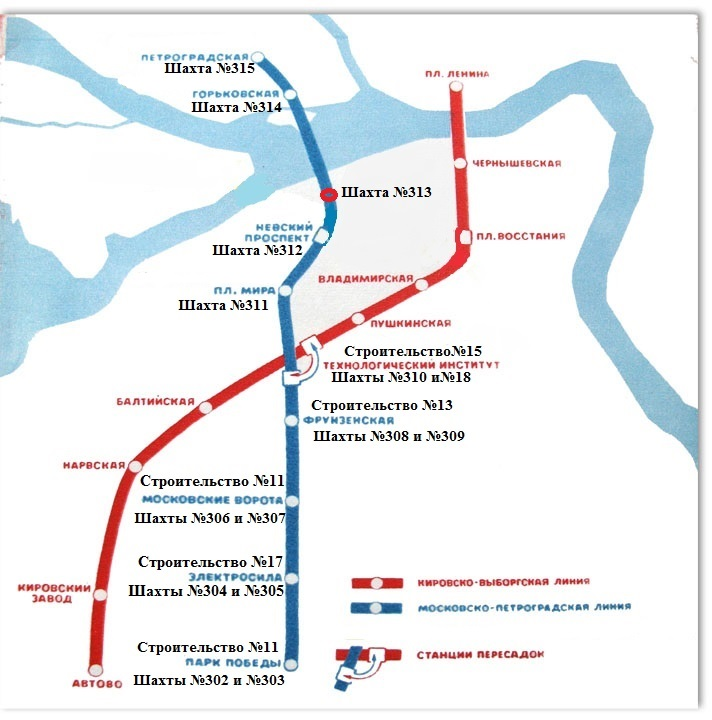 ПЕТРОГРАДСКАЯ
Шахта №315
ГОРЬКОВСКАЯ
Шахта №314
ПЛ. ЛЕНИНА
ЧЕРНЫШЕВСКАЯ
Шахта №313
НЕВСКИЙ
ПРОСПЕКТ
Шахта №312
ПЛ. ВОССТАНИЯ
ВЛАДИМИРСКАЯ
ПЛ. МИРА
Шахта №311
ПУШКИНСКАЯ
Строительство№15
ТЕХНОЛОГИЧЕСКИЙ ИНСТИТУТ
Шахты №310 и№18
БАЛТИЙСКАЯ
Строительство №13
ФРУНЗЕНСКАЯ
Шахты №308 и №309
НАРВСКАЯ
Строительство №11
МОСКОВСКИЕ ВОРОТА
Шахты №306 и №307
Строительство №17
ЭЛЕКТРОСИЛА
Шахты №304 и №305
КИРОВСКИЙ
ЗАВОД
КИРОВСКО-ВЫБОРГСКАЯ ЛИНИЯ
МОСКОВСКО-ПЕТРОГРАДСКАЯ ЛИНИЯ
Строительство №11
ПАРК ПОБЕДЫ
Шахты №302 и №303
СТАНЦИИ ПЕРЕСАДОК
АВТОВО